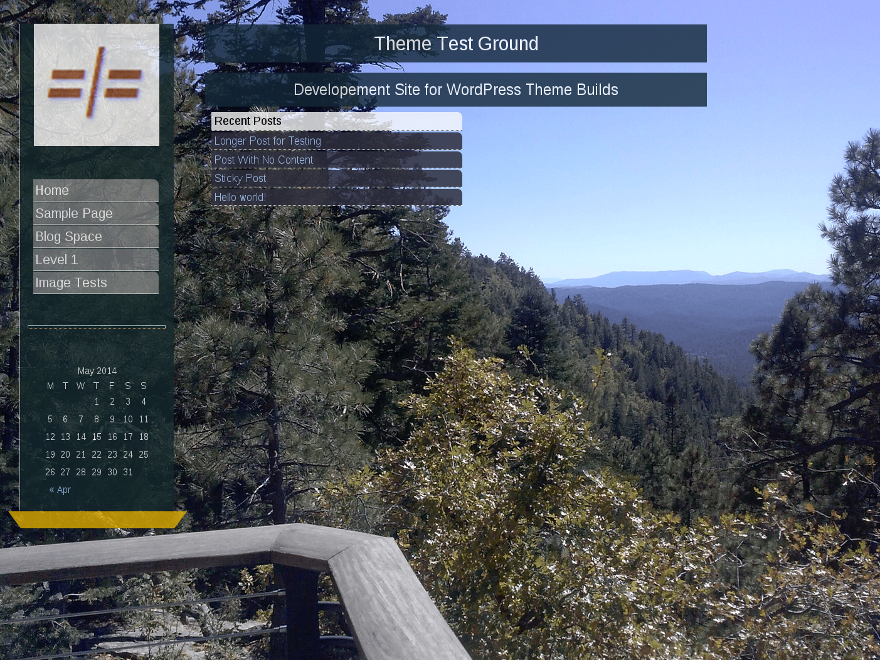 =/=
Theme Test Ground
Developement Site for WordPress Theme Builds
Recent Posts
Longer Post for Testing
Post With No Content
Sticky Post
Hello world
Home
Sample Page
Blog Space
Level 1
Image Tests
May 2014
M T W T F S S
1 2 3 4
5 6 7 8 9 10 11
12 13 14 15 16 17 18
19 20 21 22 23 24 25
26 27 28 29 30 31
« Apr